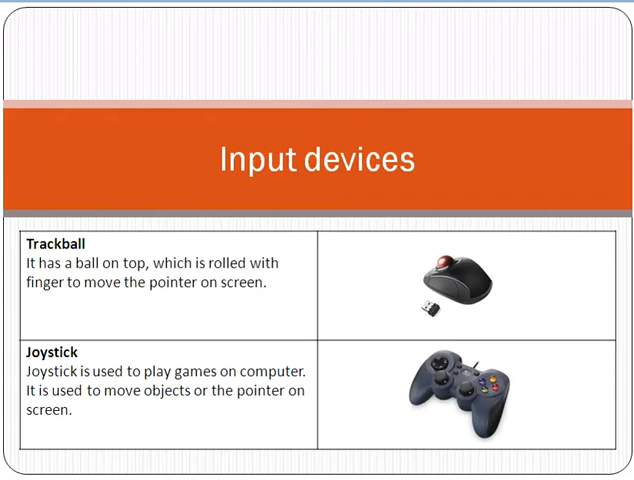 Input devices
Trackball
It has a ball on top, which is rolled with
finger to move the pointer on screen.
Joystick
Joystick is used to play games on computer.
It is used to move objects or the pointer on
screen.